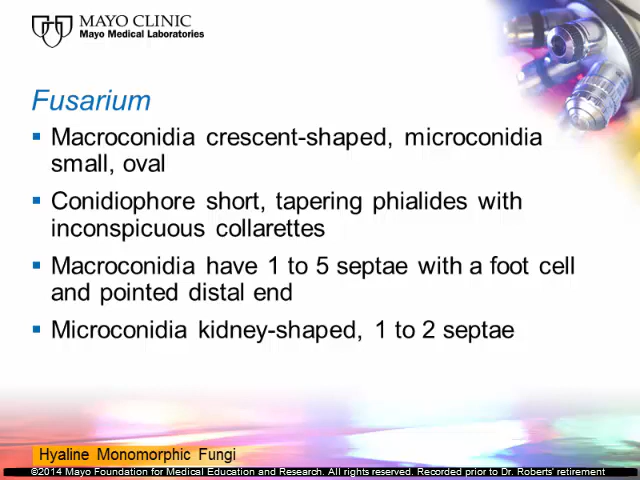 MAYO CLINIC
Mayo Medical Laboratories
Fusarium
▪ Macroconidia crescent-shaped, microconidia
small, oval
▪ Conidiophore short, tapering phialides with
inconspicuous collarettes
▪ Macroconidia have 1 to 5 septae with a foot cell
and pointed distal end
▪ Microconidia kidney-shaped, 1 to 2 septae
Hyaline Monomorphic Fungi
©2014 Mayo Foundation for Medical Education and Research. All rights reserved. Recorded prior to Dr. Roberts' retirement